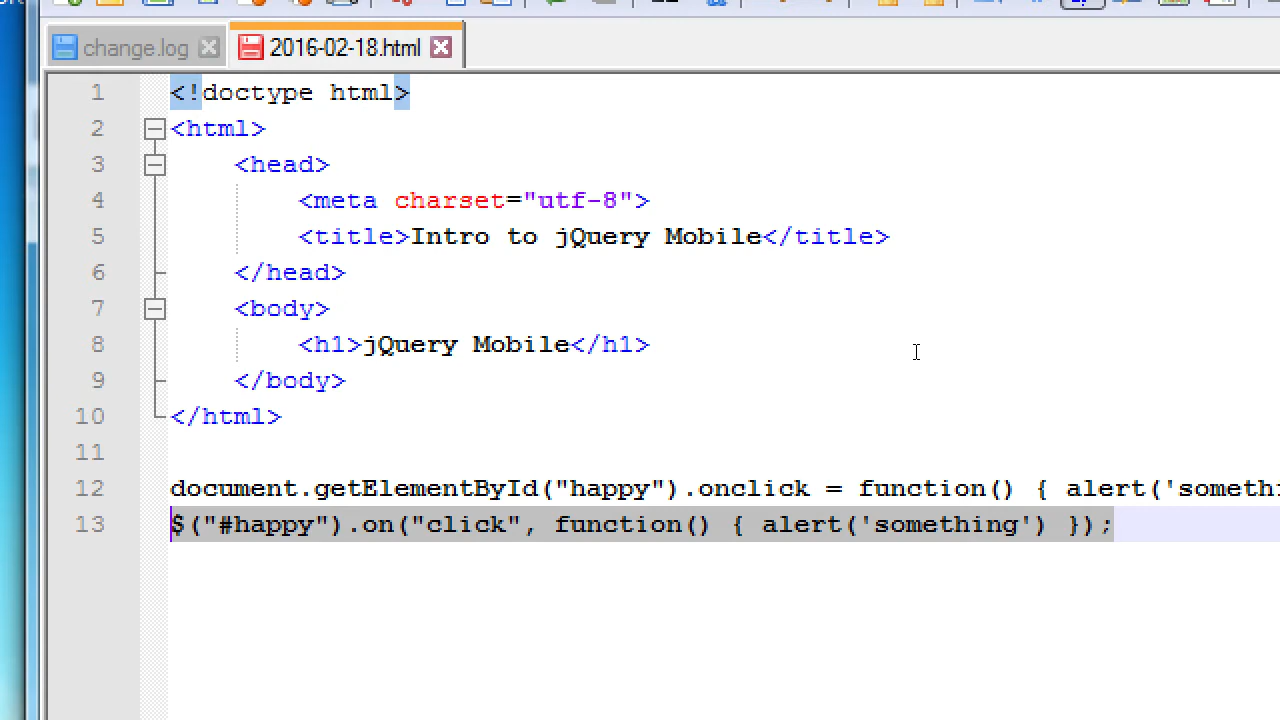 change.log
2016-02-18.html
1 <!doctype html>
2 <html>
3 <head>
4 <meta charset="utf-8">
5 <title>Intro to jQuery Mobile</title>
6 </head>
7 <body>
8 <h1>jQuery Mobile</h1>
9 </body>
10 </html>
11
12 document.getElementById("happy").onclick = function() { alert('somethi
13 $("#happy").on("click", function() { alert('something') });